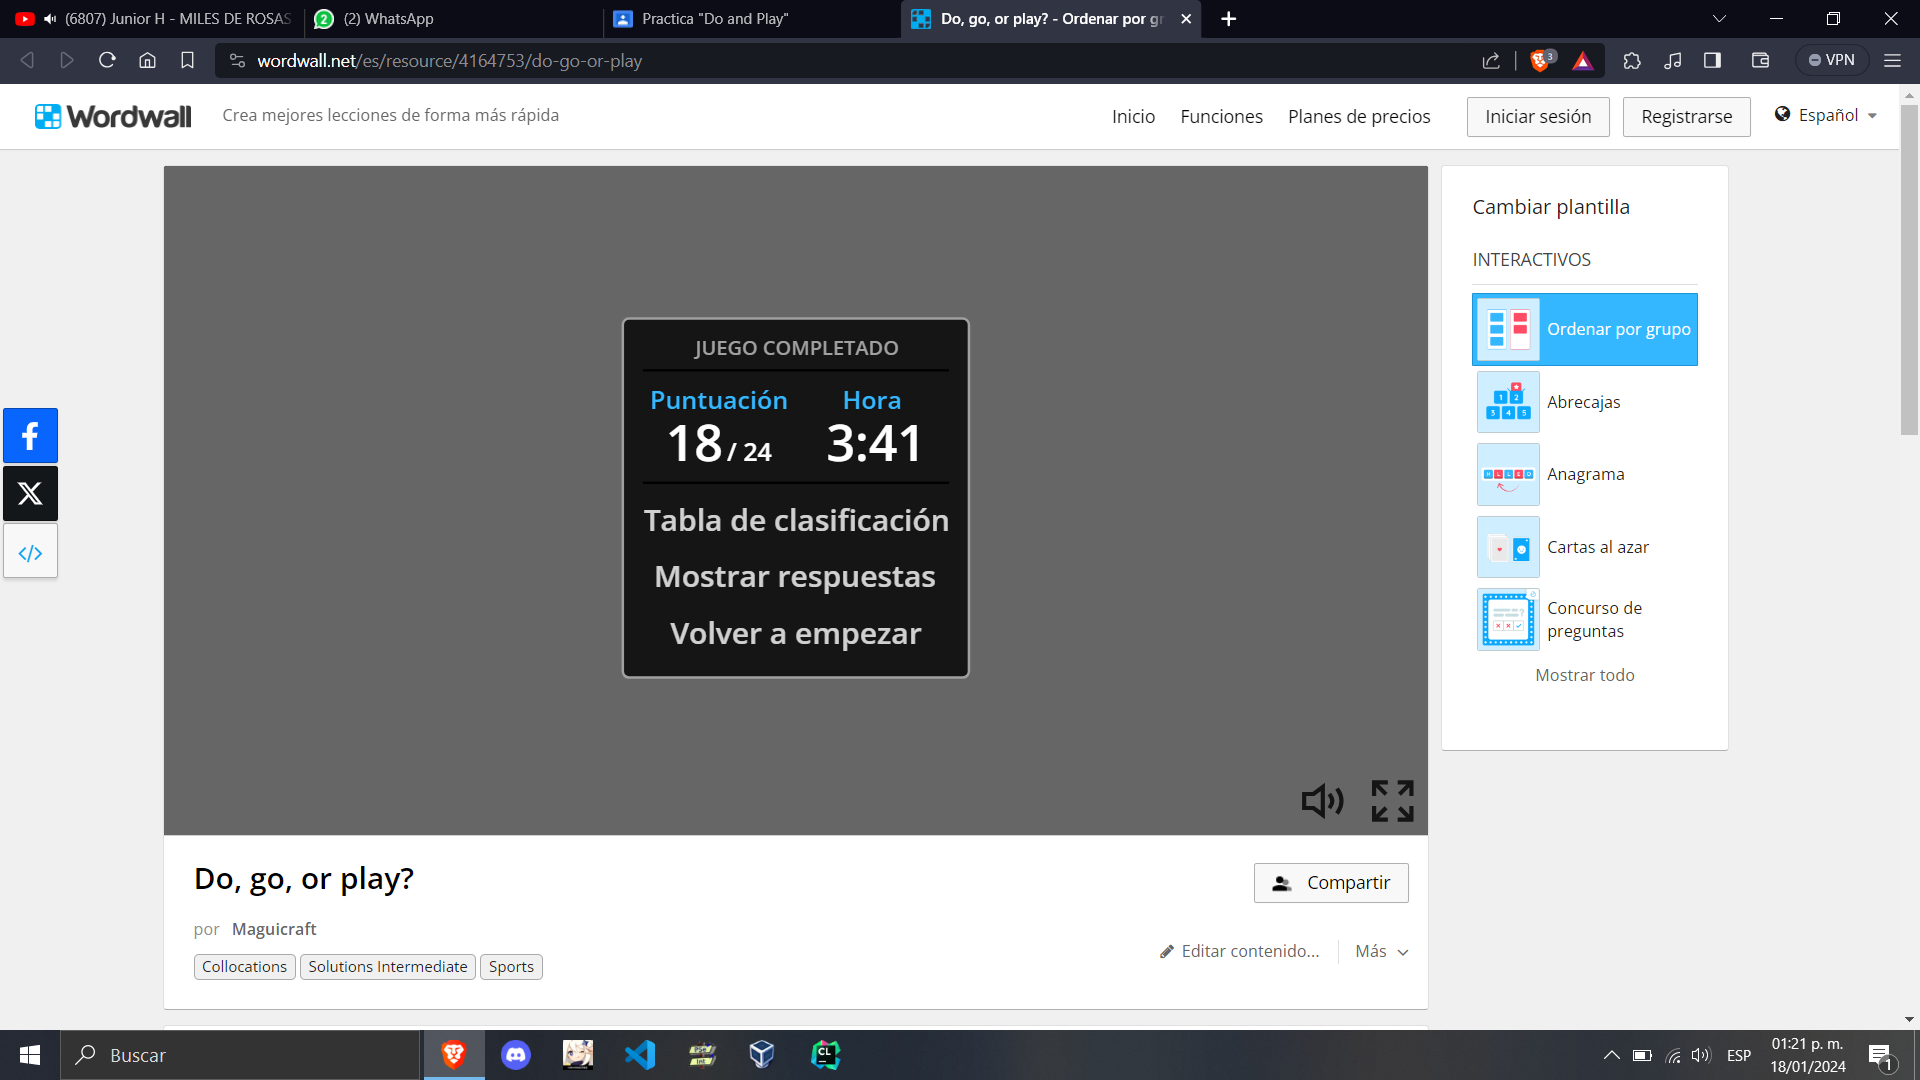 (6807) Junior H - MILES DE ROSAS
(2) WhatsApp
Practica "Do and Play"
Do, go, or play? - Ordenar por gr
wordwall.net/es/resource/4164753/do-go-or-play
3
VPN
Wordwall
Crea mejores lecciones de forma más rápida
Inicio
Funciones
Planes de precios
Iniciar sesión
Registrarse
Español
JUEGO COMPLETADO
Puntuación
Hora
18 / 24
3:41
Tabla de clasificación
Mostrar respuestas
Volver a empezar
Cambiar plantilla
INTERACTIVOS
Ordenar por grupo
Abrecajas
Anagrama
Cartas al azar
Concurso de
preguntas
Mostrar todo
Do, go, or play?
Compartir
por Maguicraft
Editar contenido...
Más
Collocations
Solutions Intermediate
Sports
Buscar
ESP
01:21 p. m.
18/01/2024
1